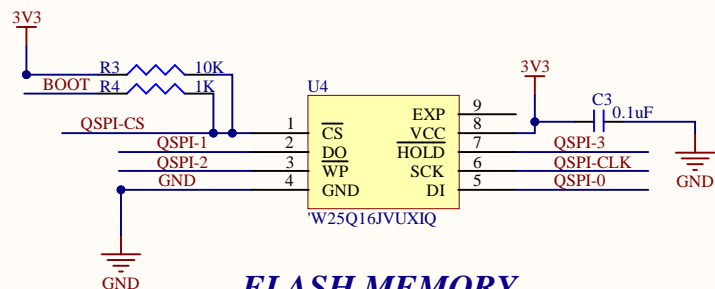 3V3
R3 10K
BOOT R4 1K
U4
3V3
C3
0.1uF
QSPI-CS 1 CS
QSPI-1 2 DO
QSPI-2 3 WP
GND 4 GND
EXP 9
VCC 8
HOLD 7 QSPI-3
SCK 6 QSPI-CLK
DI 5 QSPI-0
'W25Q16JVUXIQ
GND
GND
FLASH MEMORY